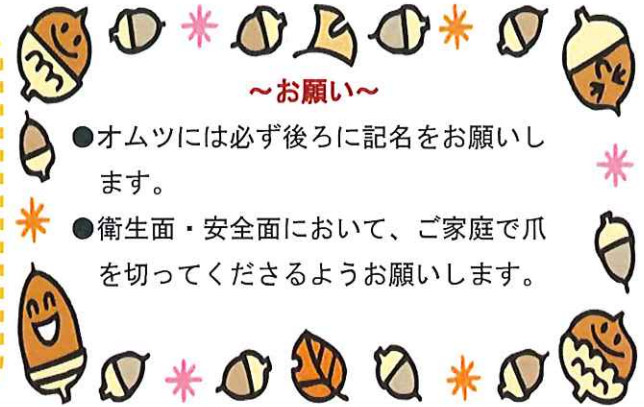 ～お願い～
●オムツには必ず後ろに記名をお願いし
ます。
●衛生面・安全面において、ご家庭で爪
を切ってくださるようお願いします。